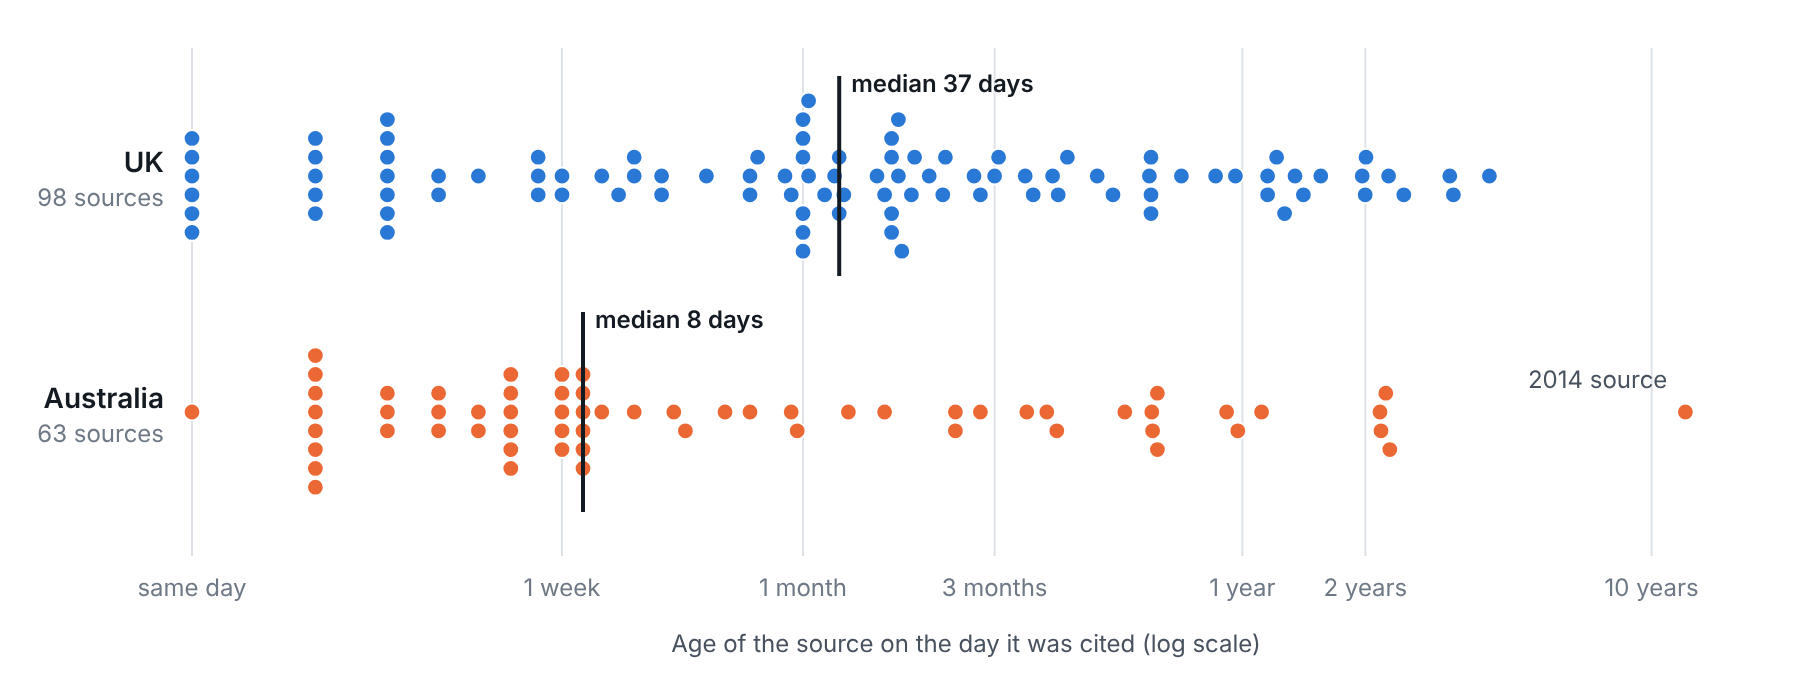 median 37 days
UK
98 sources
median 8 days
2014 source
Australia
63 sources
same day
1 week
1 month
3 months
1 year
2 years
10 years
Age of the source on the day it was cited (log scale)